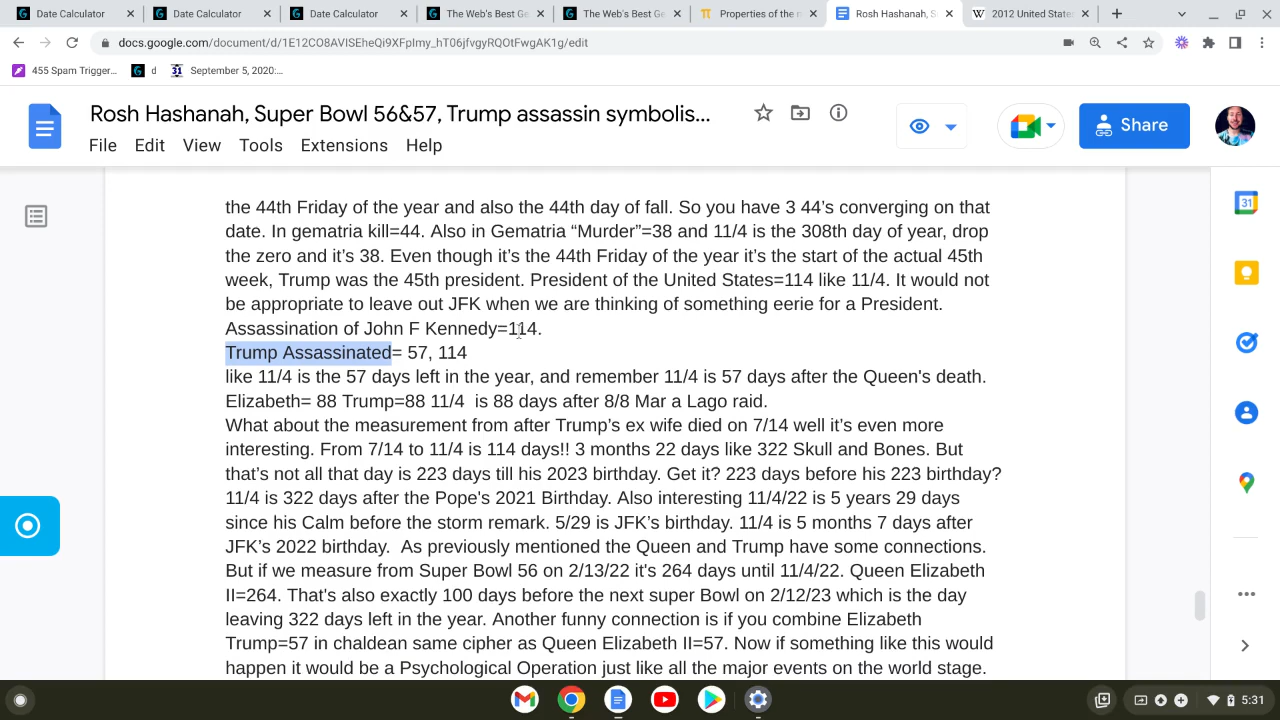 Date Calculator
Date Calculator
Date Calculator
The Web's Best Ge
The Web's Best Ge
Properties of the n
Rosh Hashanah, S
2012 United States
docs.google.com/document/d/1E12CO8AVISEheQi9XFpImy_hT06jfvgyRQOtFwgAK1g/edit
455 Spam Trigger...
d
31
September 5, 2020:...
Rosh Hashanah, Super Bowl 56&57, Trump assassin symbolis...
File Edit View Tools Extensions Help
Share
31
the 44th Friday of the year and also the 44th day of fall. So you have 3 44's converging on that
date. In gematria kill=44. Also in Gematria “Murder”=38 and 11/4 is the 308th day of year, drop
the zero and it’s 38. Even though it’s the 44th Friday of the year it’s the start of the actual 45th
week, Trump was the 45th president. President of the United States=114 like 11/4. It would not
be appropriate to leave out JFK when we are thinking of something eerie for a President.
Assassination of John F Kennedy=114.
Trump Assassinated= 57, 114
like 11/4 is the 57 days left in the year, and remember 11/4 is 57 days after the Queen's death.
Elizabeth= 88 Trump=88 11/4  is 88 days after 8/8 Mar a Lago raid.
What about the measurement from after Trump’s ex wife died on 7/14 well it’s even more
interesting. From 7/14 to 11/4 is 114 days!! 3 months 22 days like 322 Skull and Bones. But
that’s not all that day is 223 days till his 2023 birthday. Get it? 223 days before his 223 birthday?
11/4 is 322 days after the Pope's 2021 Birthday. Also interesting 11/4/22 is 5 years 29 days
since his Calm before the storm remark. 5/29 is JFK’s birthday. 11/4 is 5 months 7 days after
JFK’s 2022 birthday.  As previously mentioned the Queen and Trump have some connections.
But if we measure from Super Bowl 56 on 2/13/22 it's 264 days until 11/4/22. Queen Elizabeth
II=264. That's also exactly 100 days before the next super Bowl on 2/12/23 which is the day
leaving 322 days left in the year. Another funny connection is if you combine Elizabeth
Trump=57 in chaldean same cipher as Queen Elizabeth II=57. Now if something like this would
happen it would be a Psychological Operation just like all the major events on the world stage.
5:31